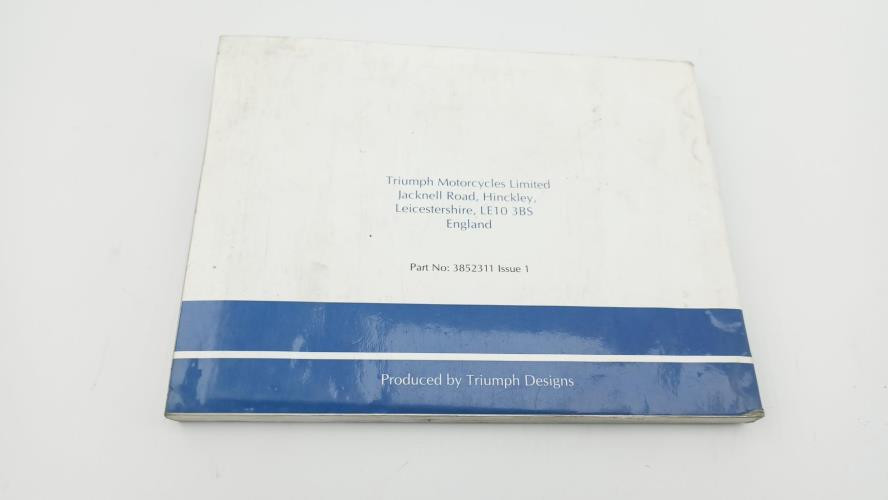 Triumph Motorcycles Limited
Jacknell Road, Hinckley,
Leicestershire, LE10 3BS
England
Part No: 3852311 Issue 1
Produced by Triumph Designs